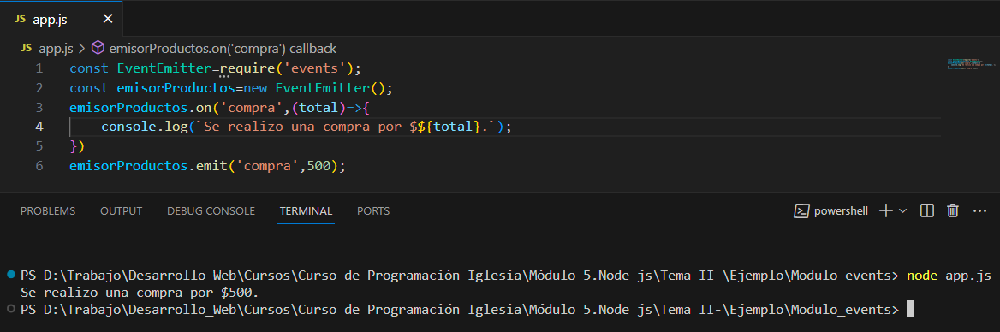 JS app.js
JS app.js > emisorProductos.on('compra') callback
1 const EventEmitter=require('events');
2 const emisorProductos=new EventEmitter();
3 emisorProductos.on('compra',(total)=>{
4 console.log(`Se realizo una compra por $${total}.`);
5 })
6 emisorProductos.emit('compra',500);
PROBLEMS OUTPUT DEBUG CONSOLE TERMINAL PORTS powershell
PS D:\Trabajo\Desarrollo_Web\Cursos\Curso de Programación Iglesia\Módulo 5.Node js\Tema II-\Ejemplo\Modulo_events> node app.js
Se realizo una compra por $500.
PS D:\Trabajo\Desarrollo_Web\Cursos\Curso de Programación Iglesia\Módulo 5.Node js\Tema II-\Ejemplo\Modulo_events>